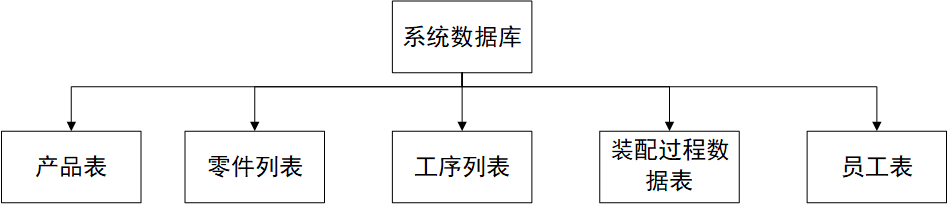 系统数据库
产品表
零件列表
工序列表
装配过程数
据表
员工表